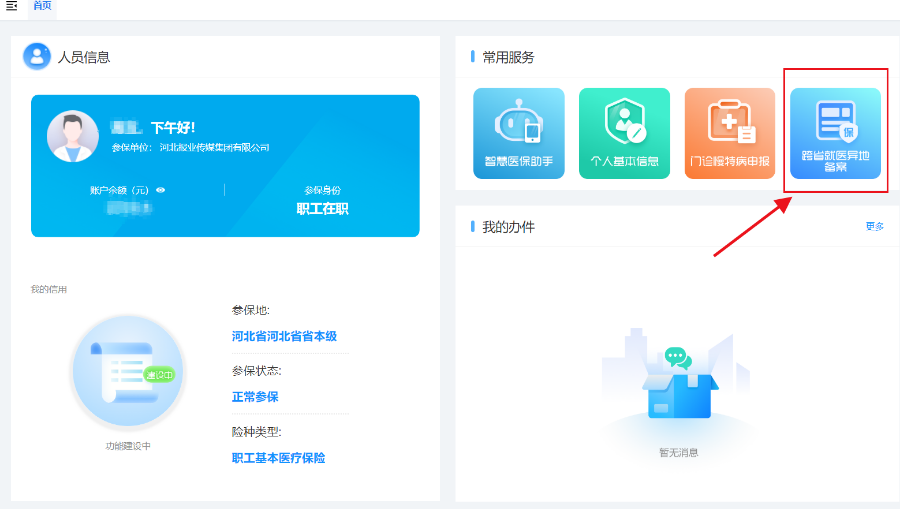 首页
人员信息
下午好!
参保单位: 河北报业传媒集团有限公司
账户余额（元）
参保身份
职工在职
我的信用
建设中
功能建设中
参保地:
河北省河北省省本级
参保状态:
正常参保
险种类型:
职工基本医疗保险
常用服务
智慧医保助手
个人基本信息
门诊慢特病申报
保
跨省就医异地
备案
我的办件
更多
暂无消息